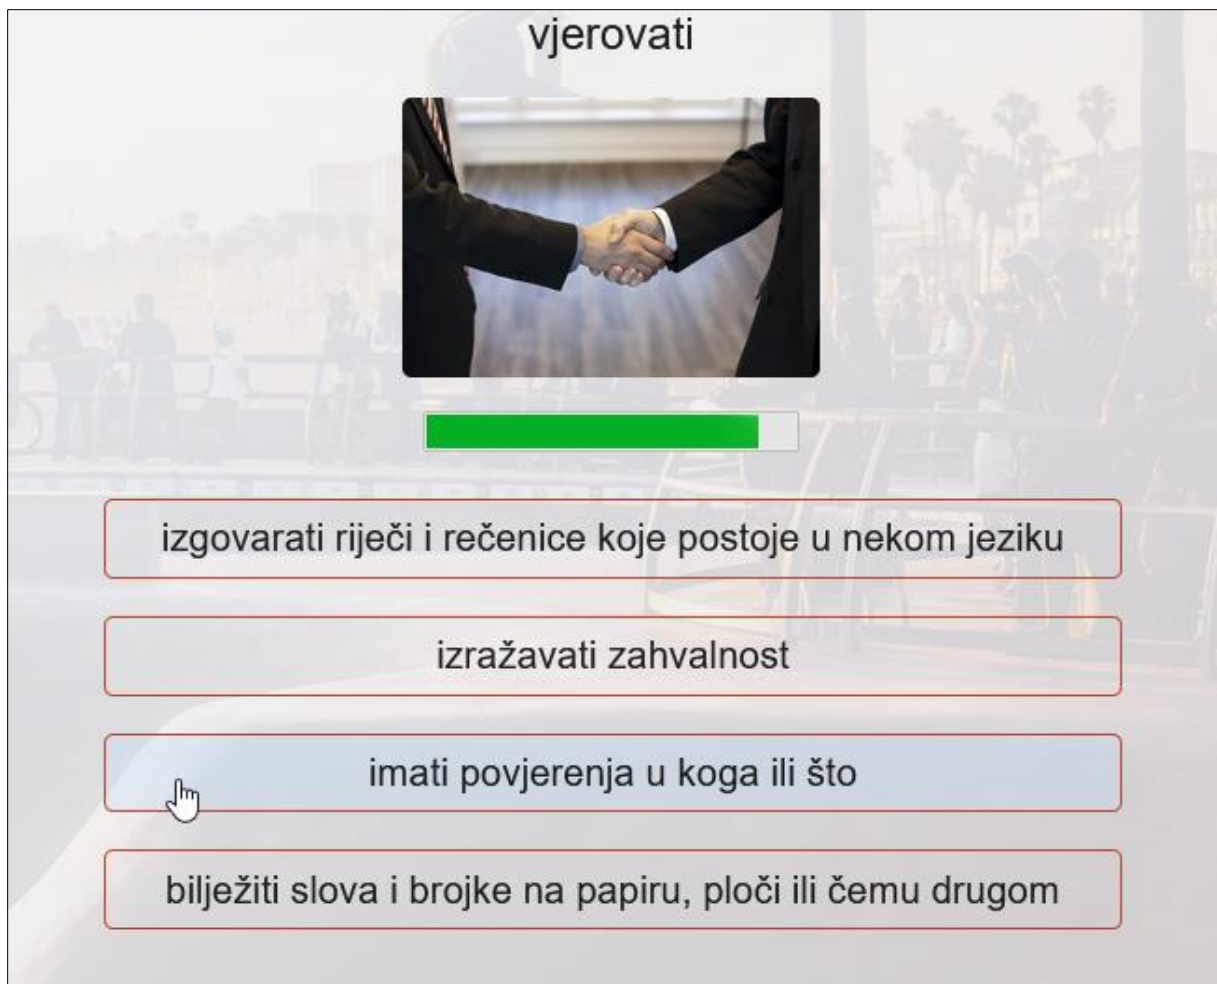 vjerovati
izgovarati riječi i rečenice koje postoje u nekom jeziku
izražavati zahvalnost
imati povjerenja u koga ili što
bilježiti slova i brojke na papiru, ploči ili čemu drugom